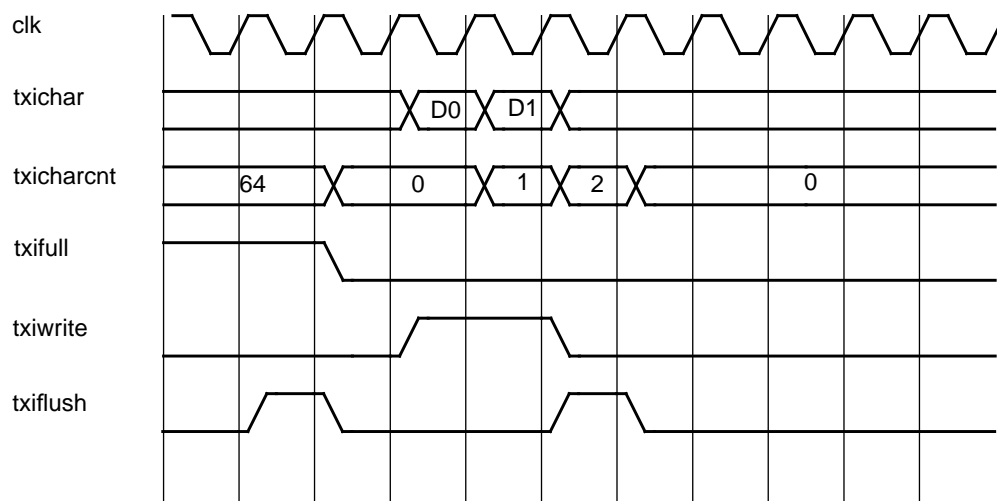 clk
txichar D0 D1
txicharcnt 64 0 1 2 0
txifull
txiwrite
txiflush